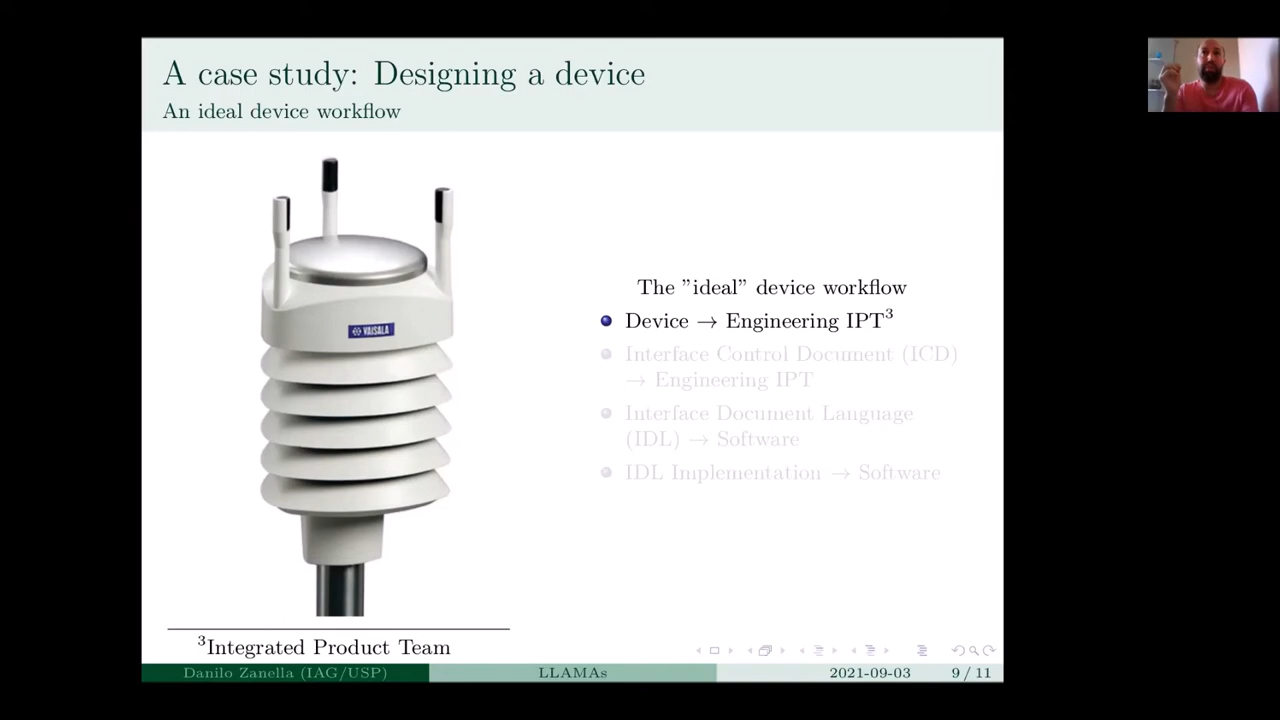 A case study: Designing a device
An ideal device workflow
VAISALA
The ”ideal” device workflow
Device → Engineering IPT³
Interface Control Document (ICD)
→ Engineering IPT
Interface Document Language
(IDL) → Software
IDL Implementation → Software
³Integrated Product Team
Danilo Zanella (IAG/USP) LLAMAs 2021-09-03 9 / 11